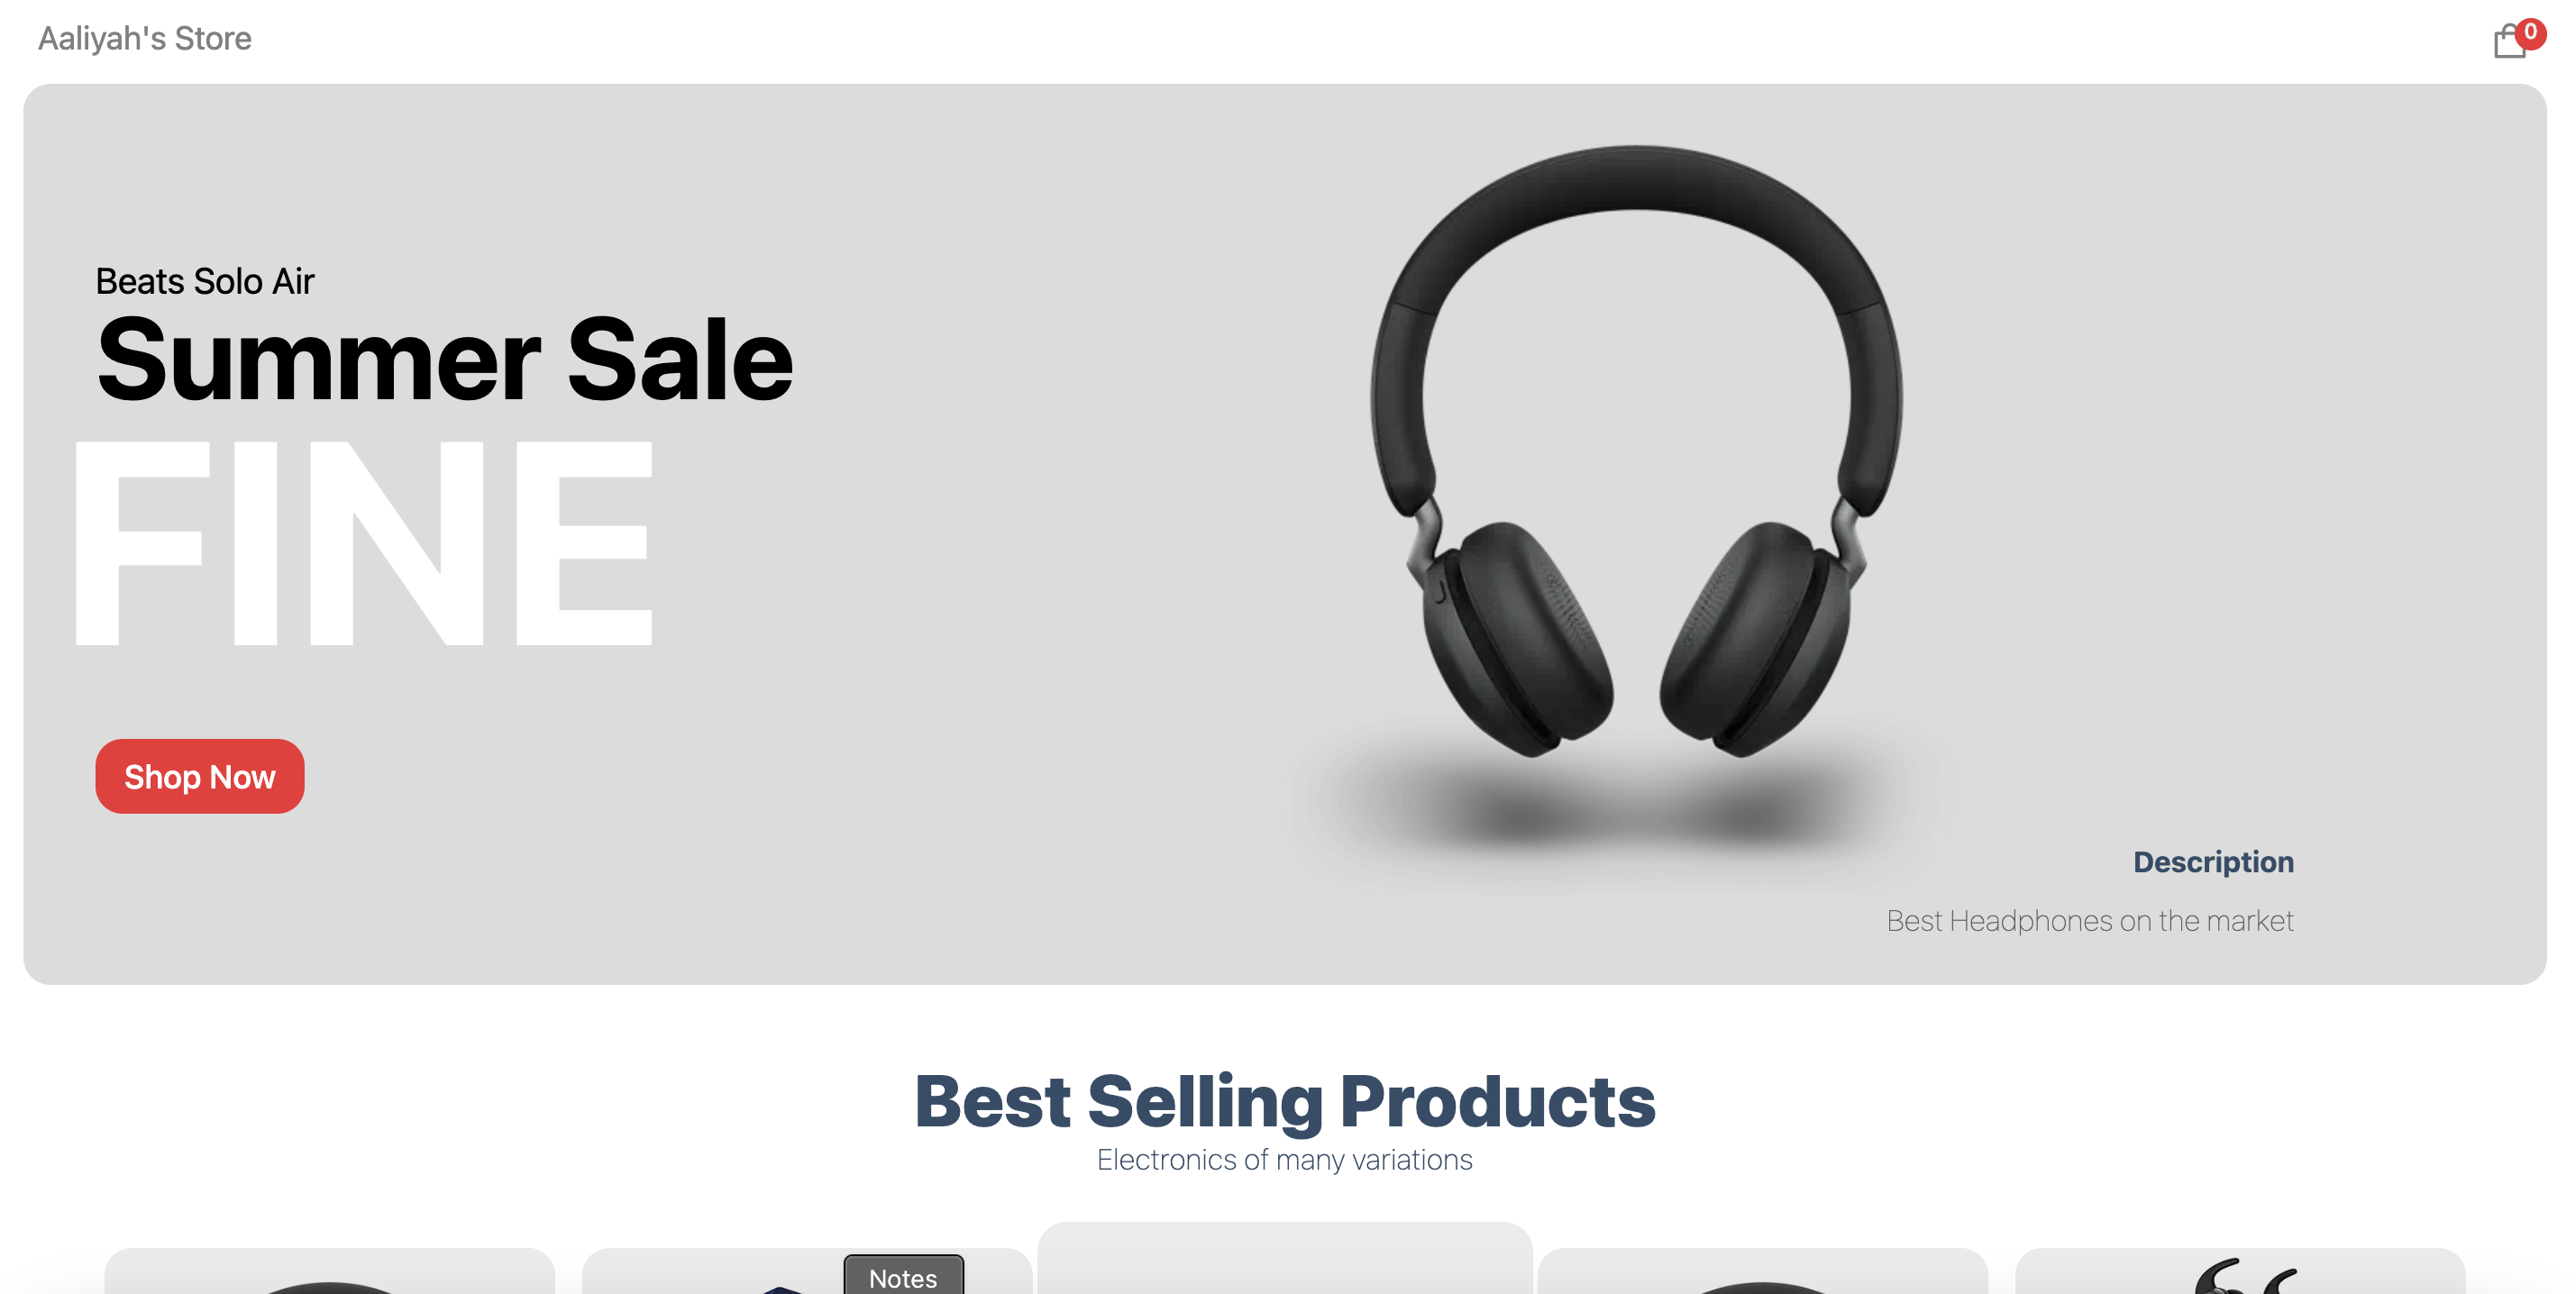 Aaliyah's Store
0
Beats Solo Air
Summer Sale
FINE
Shop Now
Description
Best Headphones on the market
Best Selling Products
Electronics of many variations
Notes